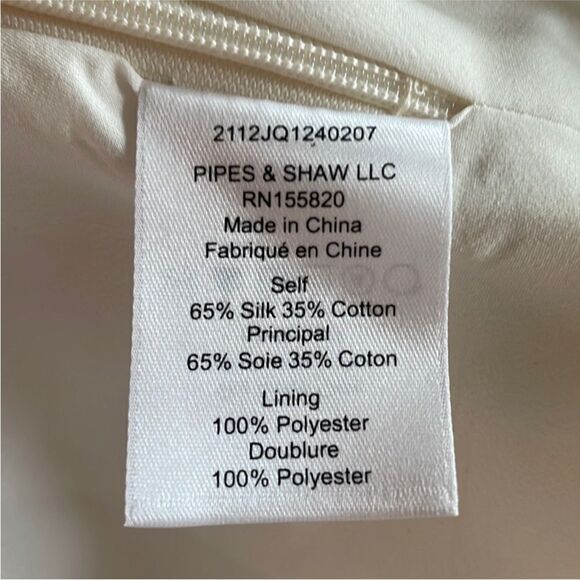 2112JQ1240207
PIPES & SHAW LLC
RN155820
Made in China
Fabriqué en Chine
Self
65% Silk 35% Cotton
Principal
65% Soie 35% Coton
Lining
100% Polyester
Doublure
100% Polyester